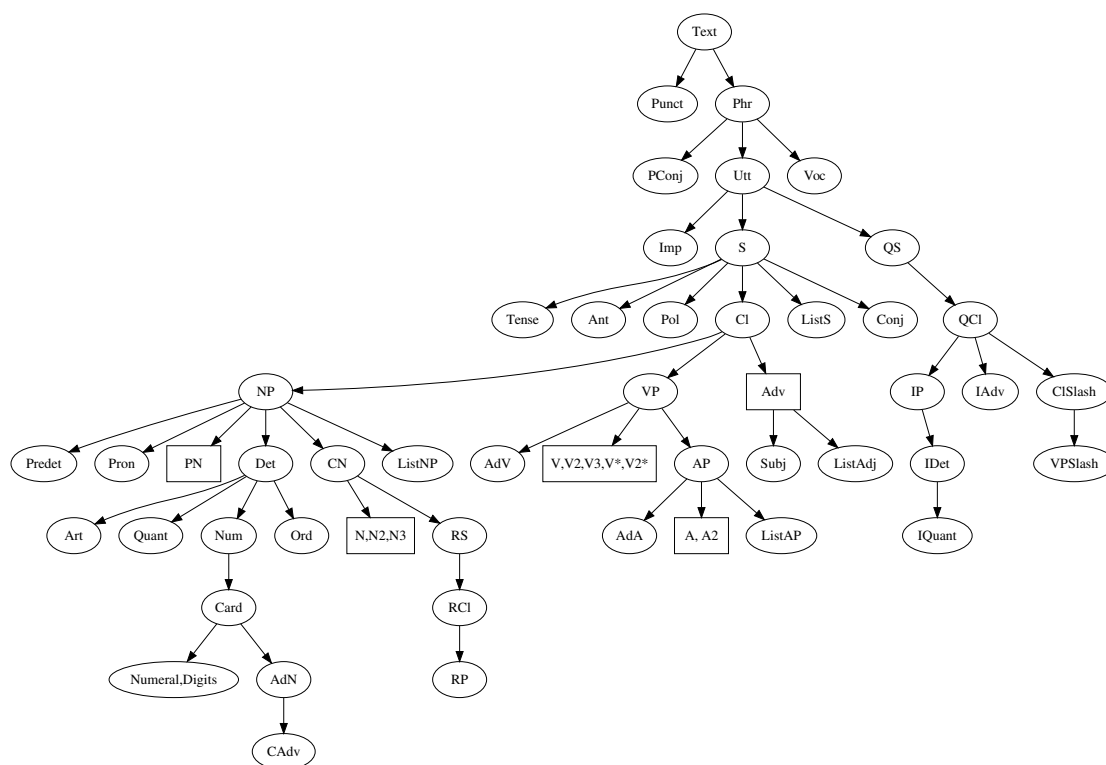 Text
Punct
Phr
PConj
Utt
Voc
Imp
S
QS
Tense
Ant
Pol
Cl
ListS
Conj
QCl
NP
VP
Adv
IP
IAdv
ClSlash
Predet
Pron
PN
Det
CN
ListNP
AdV
V,V2,V3,V*,V2*
AP
Subj
ListAdj
IDet
VPSlash
Art
Quant
Num
Ord
N,N2,N3
RS
AdA
A, A2
ListAP
IQuant
Card
RCl
Numeral,Digits
AdN
RP
CAdv